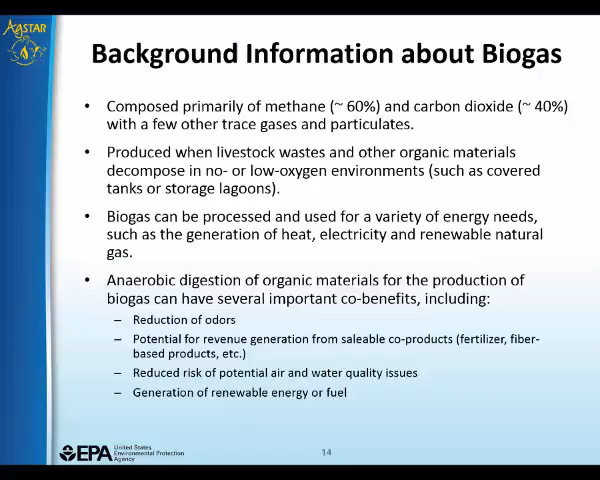 AgSTAR
Background Information about Biogas
• Composed primarily of methane (~ 60%) and carbon dioxide (~ 40%)
with a few other trace gases and particulates.
• Produced when livestock wastes and other organic materials
decompose in no- or low-oxygen environments (such as covered
tanks or storage lagoons).
• Biogas can be processed and used for a variety of energy needs,
such as the generation of heat, electricity and renewable natural
gas.
• Anaerobic digestion of organic materials for the production of
biogas can have several important co-benefits, including:
– Reduction of odors
– Potential for revenue generation from saleable co-products (fertilizer, fiber-
based products, etc.)
– Reduced risk of potential air and water quality issues
– Generation of renewable energy or fuel
EPA
United States
Environmental Protection
Agency
14